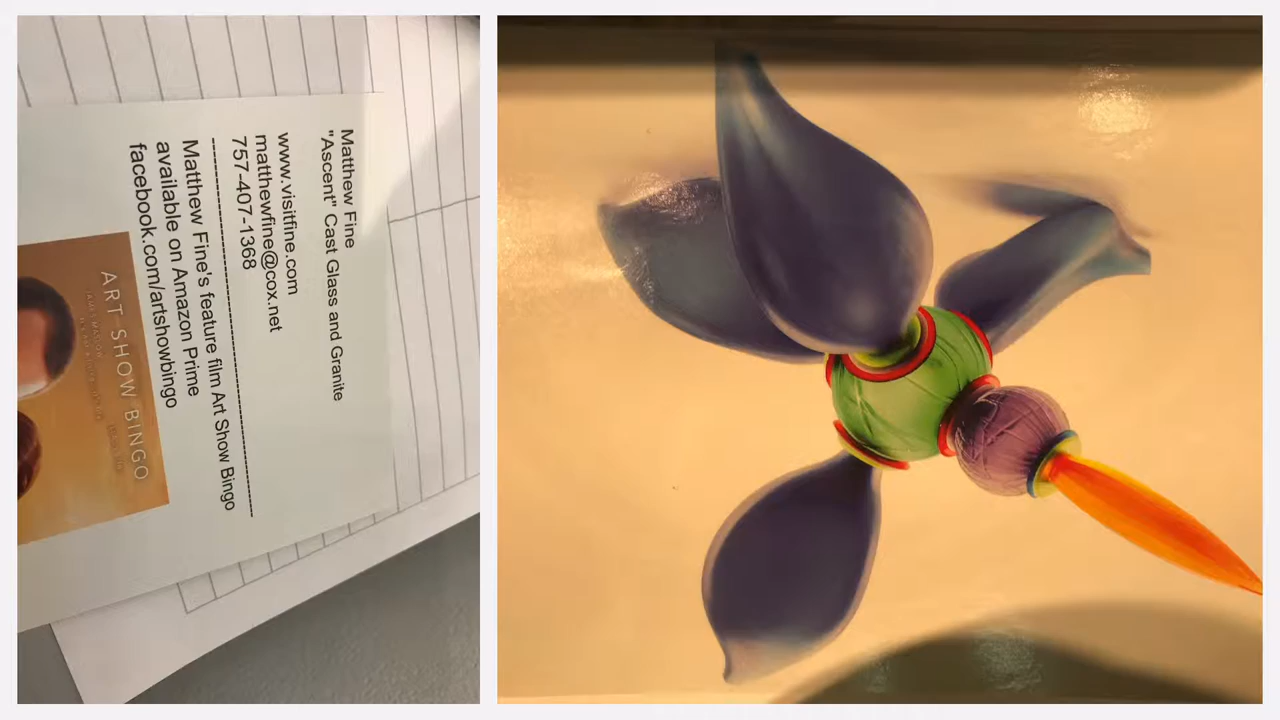 Matthew Fine
"Ascent" Cast Glass and Granite
www.visitfine.com
matthewfine@cox.net
757-407-1368
Matthew Fine's feature film Art Show Bingo
available on Amazon Prime
facebook.com/artshowbingo
ART SHOW BINGO